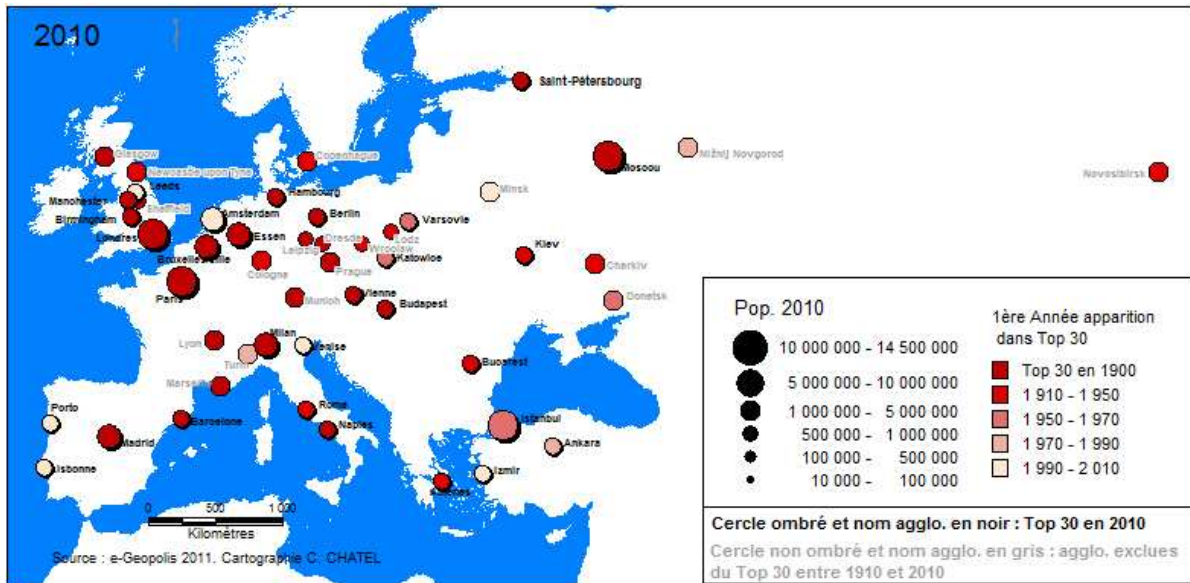 2010
Saint-Pétersbourg
Glasgow
Copenhague
Moscou
Nižnij Novgorod
Newcastle upon Tyne
Novosibirsk
Leeds
Minsk
Manchester
Hambourg
Sheffield
Birmingham
Amsterdam
Berlin
Varsovie
Londres
Essen
Dresde
Lodz
Leipzig
Wroclaw
Kiev
Bruxelles-Lille
Katowice
Charkiv
Cologne
Prague
Paris
Munich
Vienne
Budapest
Donetsk
Milan
Lyon
Venise
Turin
Bucarest
Marseille
Porto
Rome
Barcelone
Naples
Istanbul
Madrid
Ankara
Lisbonne
Izmir
Athènes
0 500 1 000
Kilomètres
Source : e-Geopolis 2011. Cartographie C. CHATEL
Pop. 2010
10 000 000 - 14 500 000
5 000 000 - 10 000 000
1 000 000 - 5 000 000
500 000 - 1 000 000
100 000 - 500 000
10 000 - 100 000
1ère Année apparition
dans Top 30
Top 30 en 1900
1 910 - 1 950
1 950 - 1 970
1 970 - 1 990
1 990 - 2 010
Cercle ombré et nom agglo. en noir : Top 30 en 2010
Cercle non ombré et nom agglo. en gris : agglo. exclues
du Top 30 entre 1910 et 2010